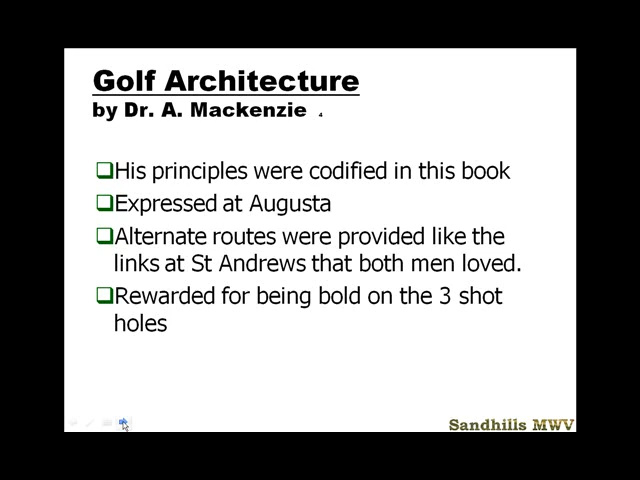 Golf Architecture
by Dr. A. Mackenzie 4
❑His principles were codified in this book
❑Expressed at Augusta
❑Alternate routes were provided like the
links at St Andrews that both men loved.
❑Rewarded for being bold on the 3 shot
holes
Sandhills MWV